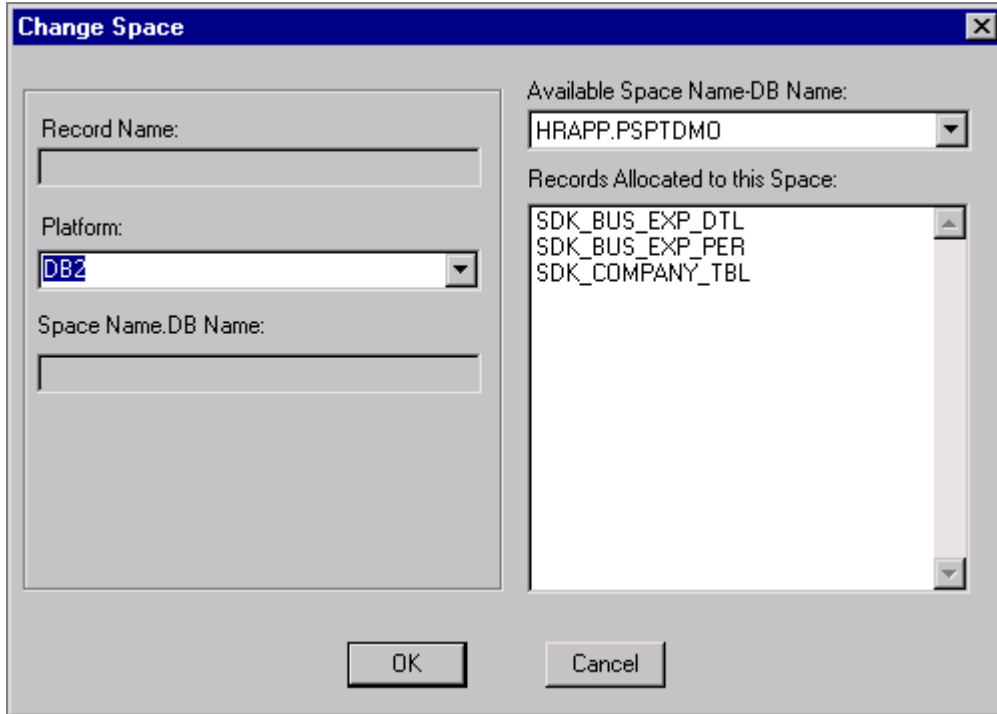 Change Space
Record Name:
Platform:
DB2
Space Name.DB Name:
Available Space Name-DB Name:
HRAPP.PSPTDMO
Records Allocated to this Space:
SDK_BUS_EXP_DTL
SDK_BUS_EXP_PER
SDK_COMPANY_TBL
OK
Cancel